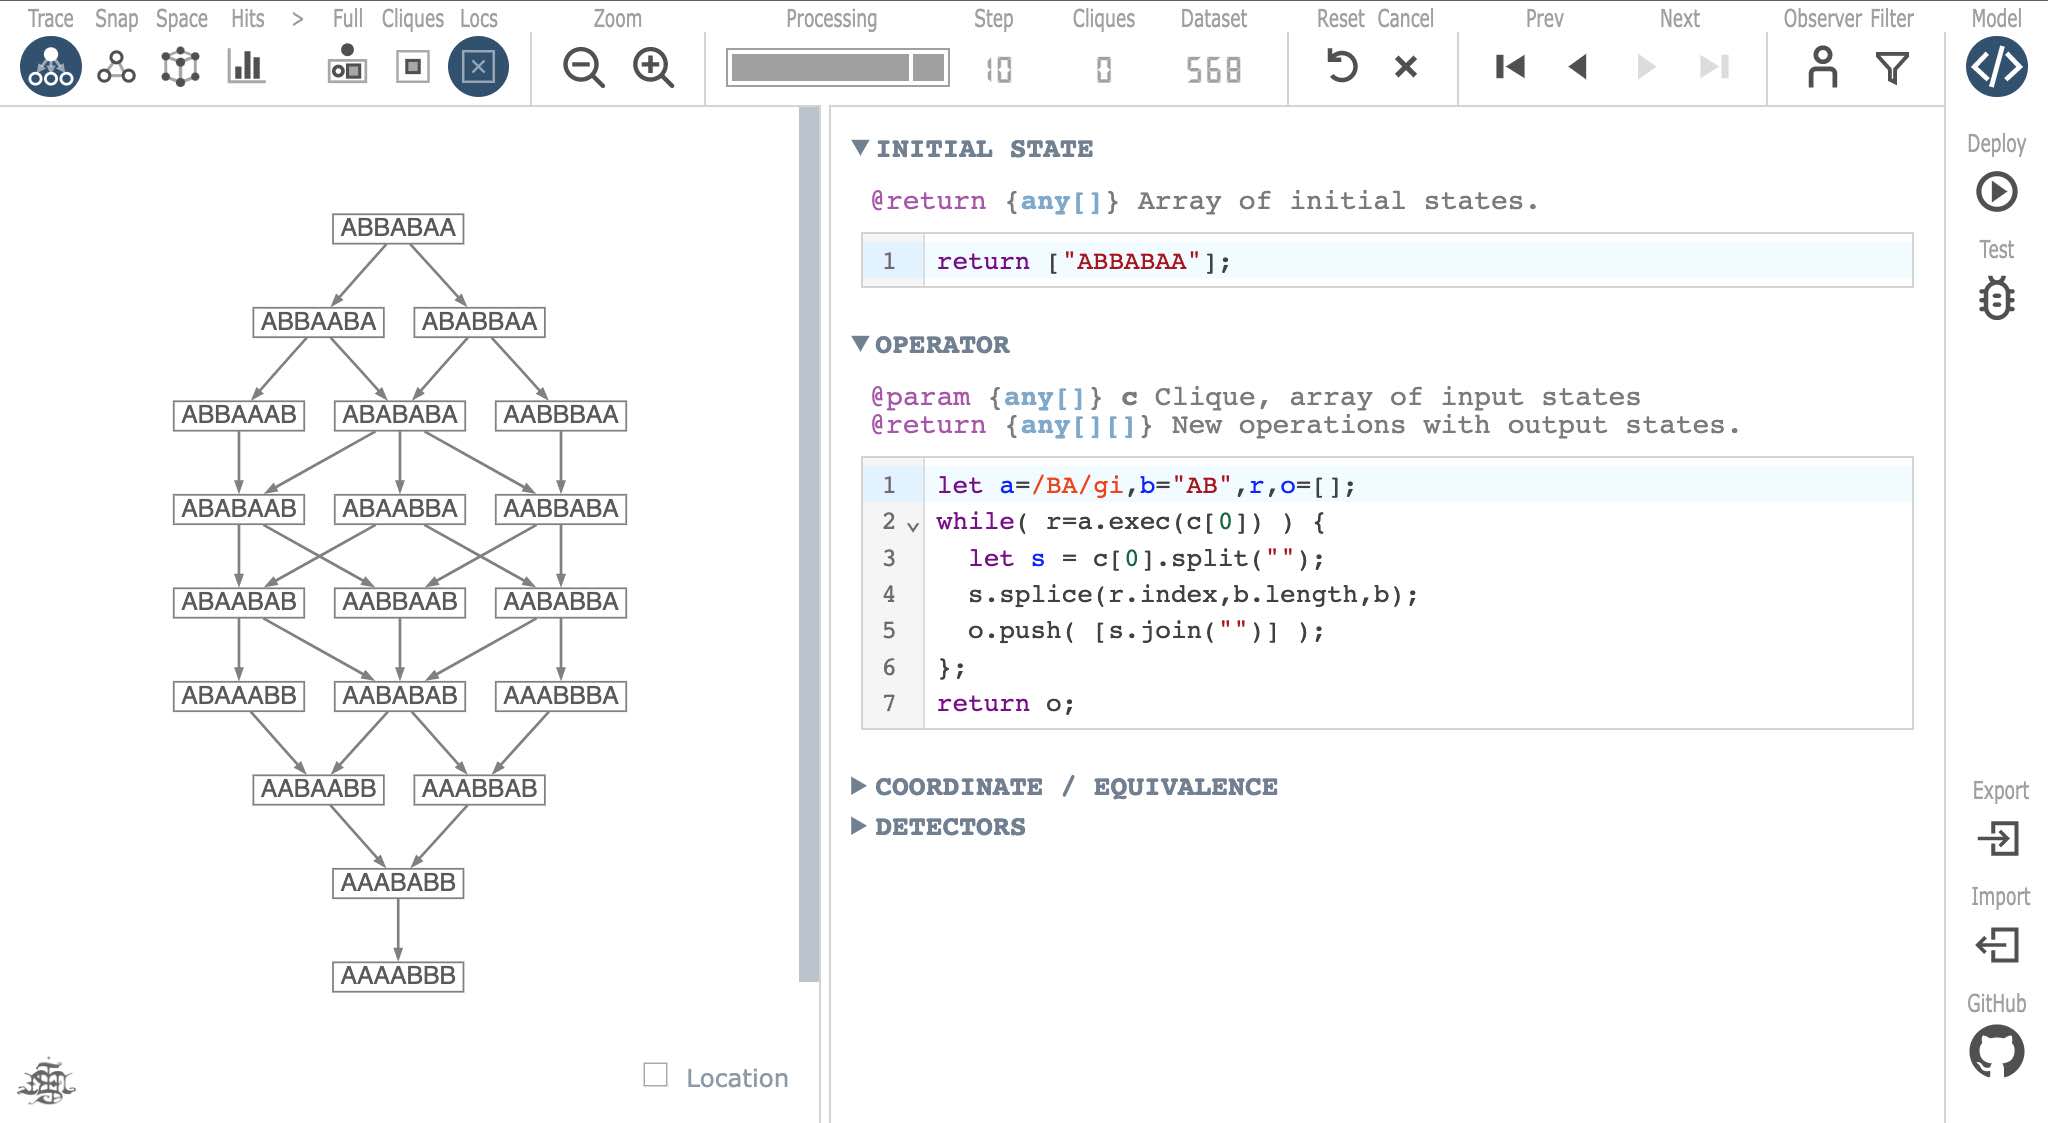 Trace Snap Space Hits > Full Cliques Locs Zoom Processing Step Cliques Dataset Reset Cancel Prev Next Observer Filter Model
10 0 568
ABBABAA
ABBAABA ABABBAA
ABBAAAB ABABABA AABBBAA
ABABAAB ABAABBA AABBABA
ABAABAB AABBAAB AABABBA
ABAAABB AABABAB AAABBBA
AABAABB AAABBAB
AAABABB
AAAABBB
Location
▼ INITIAL STATE
@return {any[]} Array of initial states.
1 return ["ABBABAA"];
▼ OPERATOR
@param {any[]} c Clique, array of input states
@return {any[][]} New operations with output states.
1 let a=/BA/gi,b="AB",r,o=[];
2 while( r=a.exec(c[0]) ) {
3 let s = c[0].split("");
4 s.splice(r.index,b.length,b);
5 o.push( [s.join("")] );
6 };
7 return o;
▶ COORDINATE / EQUIVALENCE
▶ DETECTORS
Deploy
Test
Export
Import
GitHub